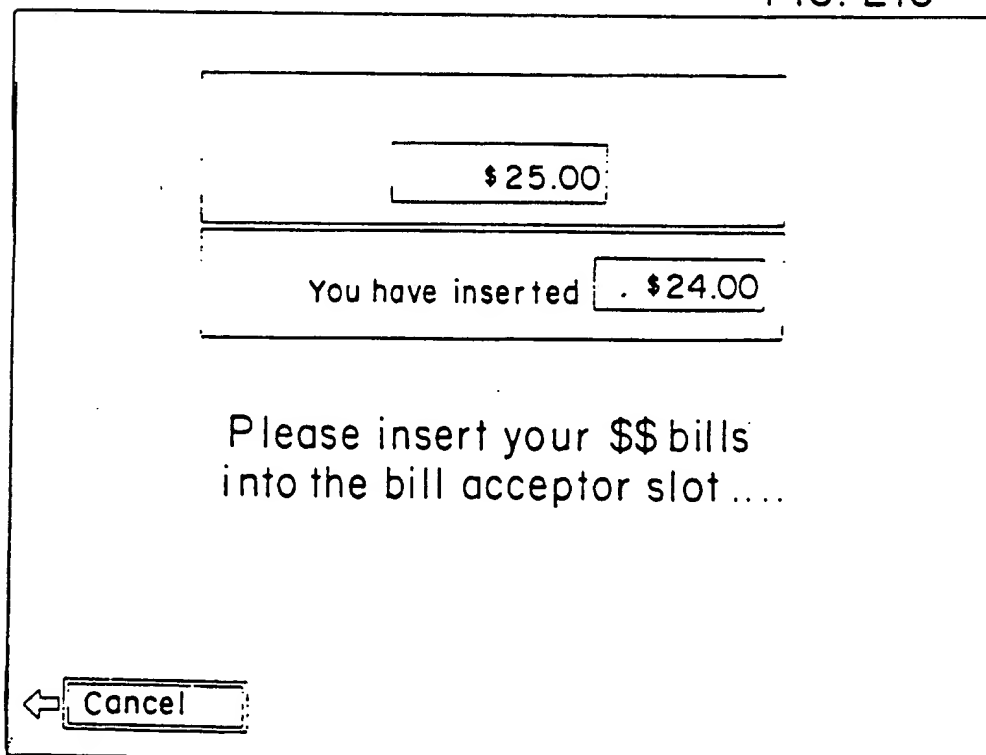 $25.00
You have inserted . $24.00
Please insert your $$ bills
into the bill acceptor slot ....
Cancel